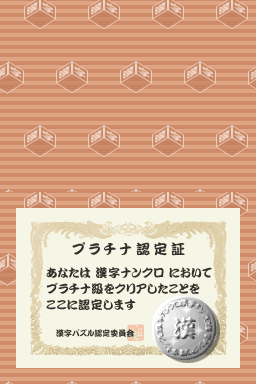 プラチナ認定証
あなたは 漢字ナンクロ において
プラチナ級をクリアしたことを
ここに認定します
漢字パズル認定委員会
漢